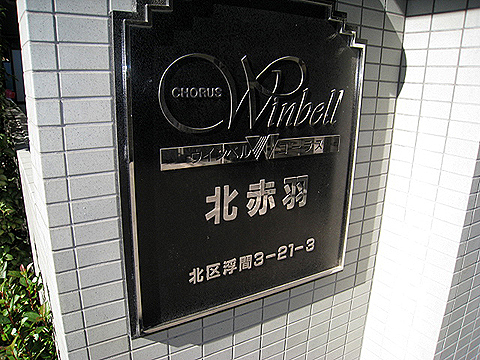 CHORUS
Winbell
ウインベル コーラス
北赤羽
北区浮間3-21-3